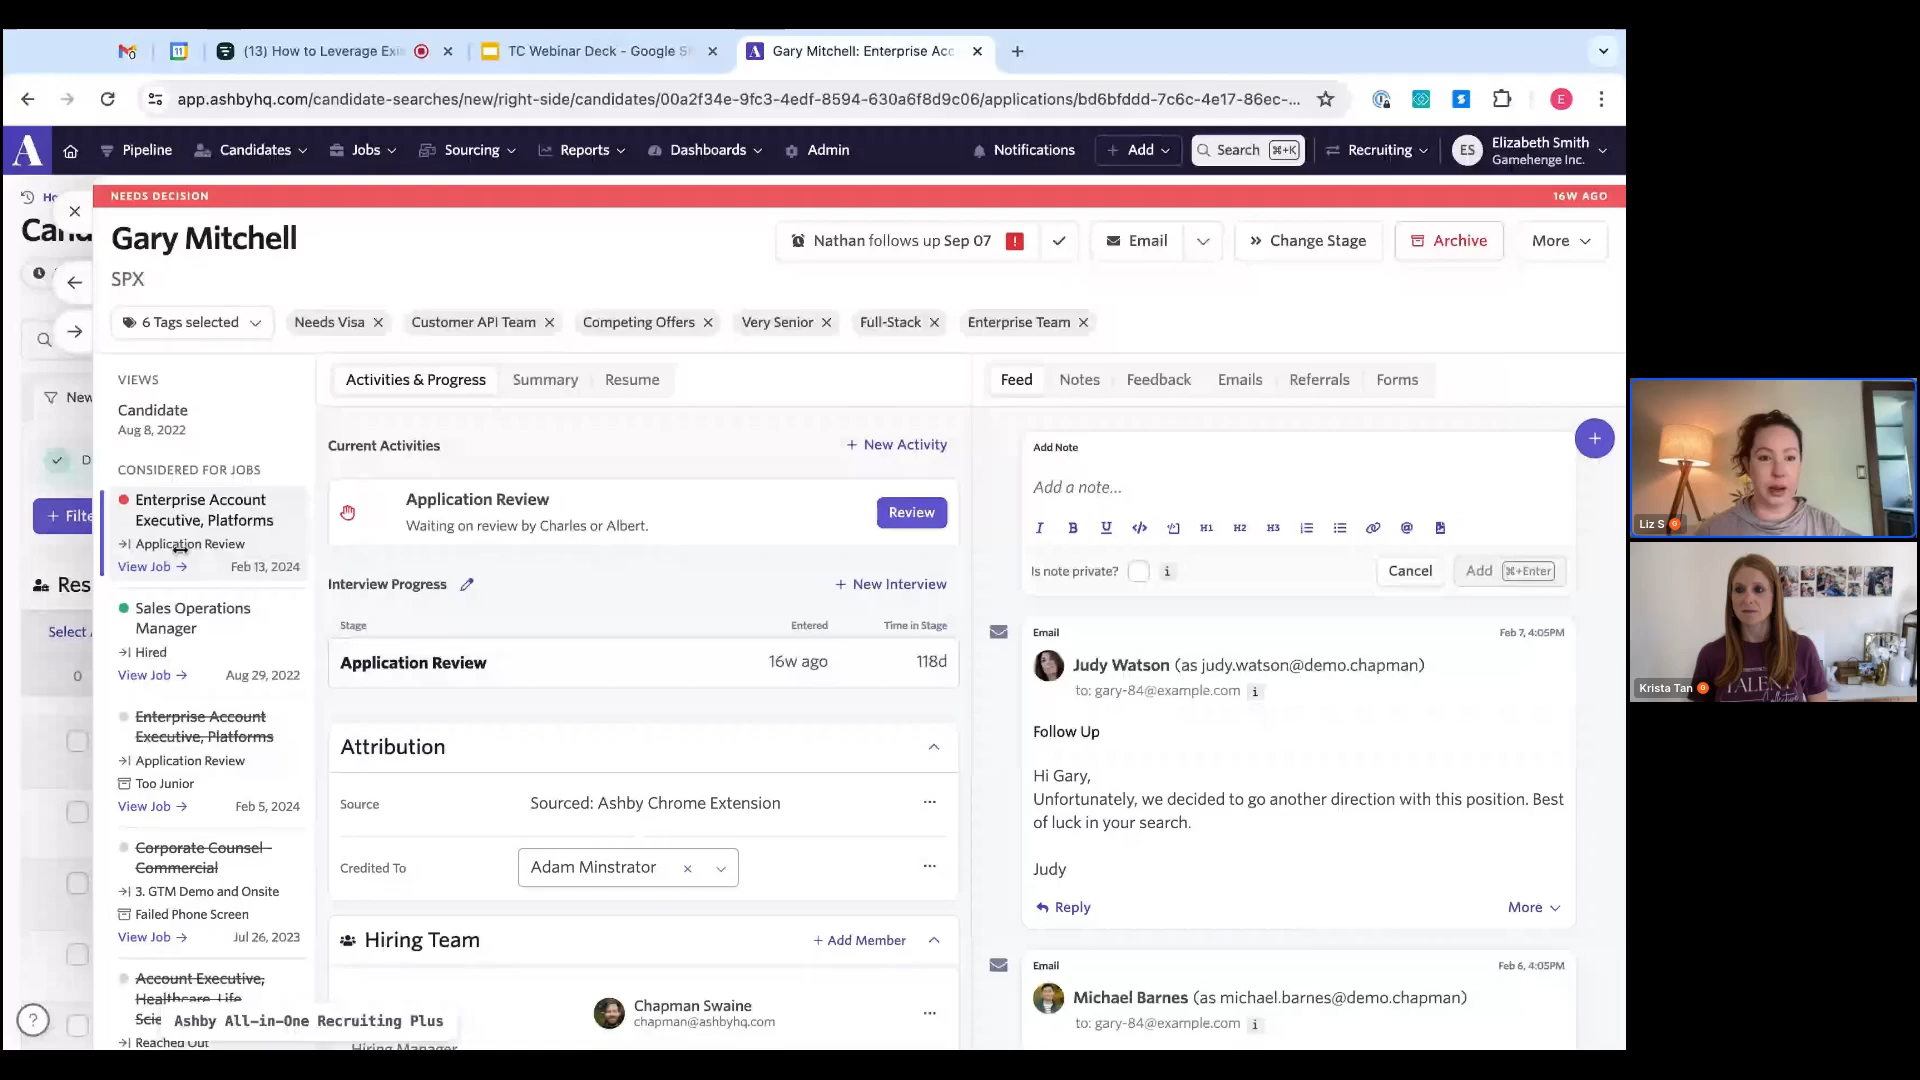 (13) How to Leverage Exi
TC Webinar Deck - Google S
Gary Mitchell: Enterprise Acc
app.ashbyhq.com/candidate-searches/new/right-side/candidates/00a2f34e-9fc3-4edf-8594-630a6f8d9c06/applications/bd6bfddd-7c6c-4e17-86ec-...
E
A
Pipeline
Candidates
Jobs
Sourcing
Reports
Dashboards
Admin
Notifications
+ Add
Search ⌘+K
Recruiting
ES
Elizabeth Smith
Gamehenge Inc.
NEEDS DECISION
16W AGO
Gary Mitchell
SPX
Nathan follows up Sep 07
Email
Change Stage
Archive
More
6 Tags selected
Needs Visa
Customer API Team
Competing Offers
Very Senior
Full-Stack
Enterprise Team
New
D
+ Filte
Res
Select
0
VIEWS
Candidate
Aug 8, 2022
CONSIDERED FOR JOBS
Enterprise Account
Executive, Platforms
Application Review
View Job → Feb 13, 2024
Sales Operations
Manager
Hired
View Job → Aug 29, 2022
Enterprise Account
Executive, Platforms
Application Review
Too Junior
View Job → Feb 5, 2024
Corporate Counsel -
Commercial
3. GTM Demo and Onsite
Failed Phone Screen
View Job → Jul 26, 2023
Account Executive,
Healthcare, Life
Scie
Reached Out
Ashby All-in-One Recruiting Plus
Activities & Progress
Summary
Resume
Current Activities
+ New Activity
Application Review
Waiting on review by Charles or Albert.
Review
Interview Progress
+ New Interview
Stage Entered Time in Stage
Application Review 16w ago 118d
Attribution
Source Sourced: Ashby Chrome Extension
Credited To Adam Minstrator
Hiring Team
+ Add Member
Chapman Swaine
chapman@ashbyhq.com
Hiring Manager
Feed
Notes
Feedback
Emails
Referrals
Forms
Add Note
Add a note...
I B U </> H1 H2 H3
Is note private?
Cancel
Add ⌘+Enter
Email Feb 7, 4:05PM
Judy Watson (as judy.watson@demo.chapman)
to: gary-84@example.com
Follow Up
Hi Gary,
Unfortunately, we decided to go another direction with this position. Best
of luck in your search.
Judy
Reply
More
Email Feb 6, 4:05PM
Michael Barnes (as michael.barnes@demo.chapman)
to: gary-84@example.com
Liz S
TALENT
Krista Tan